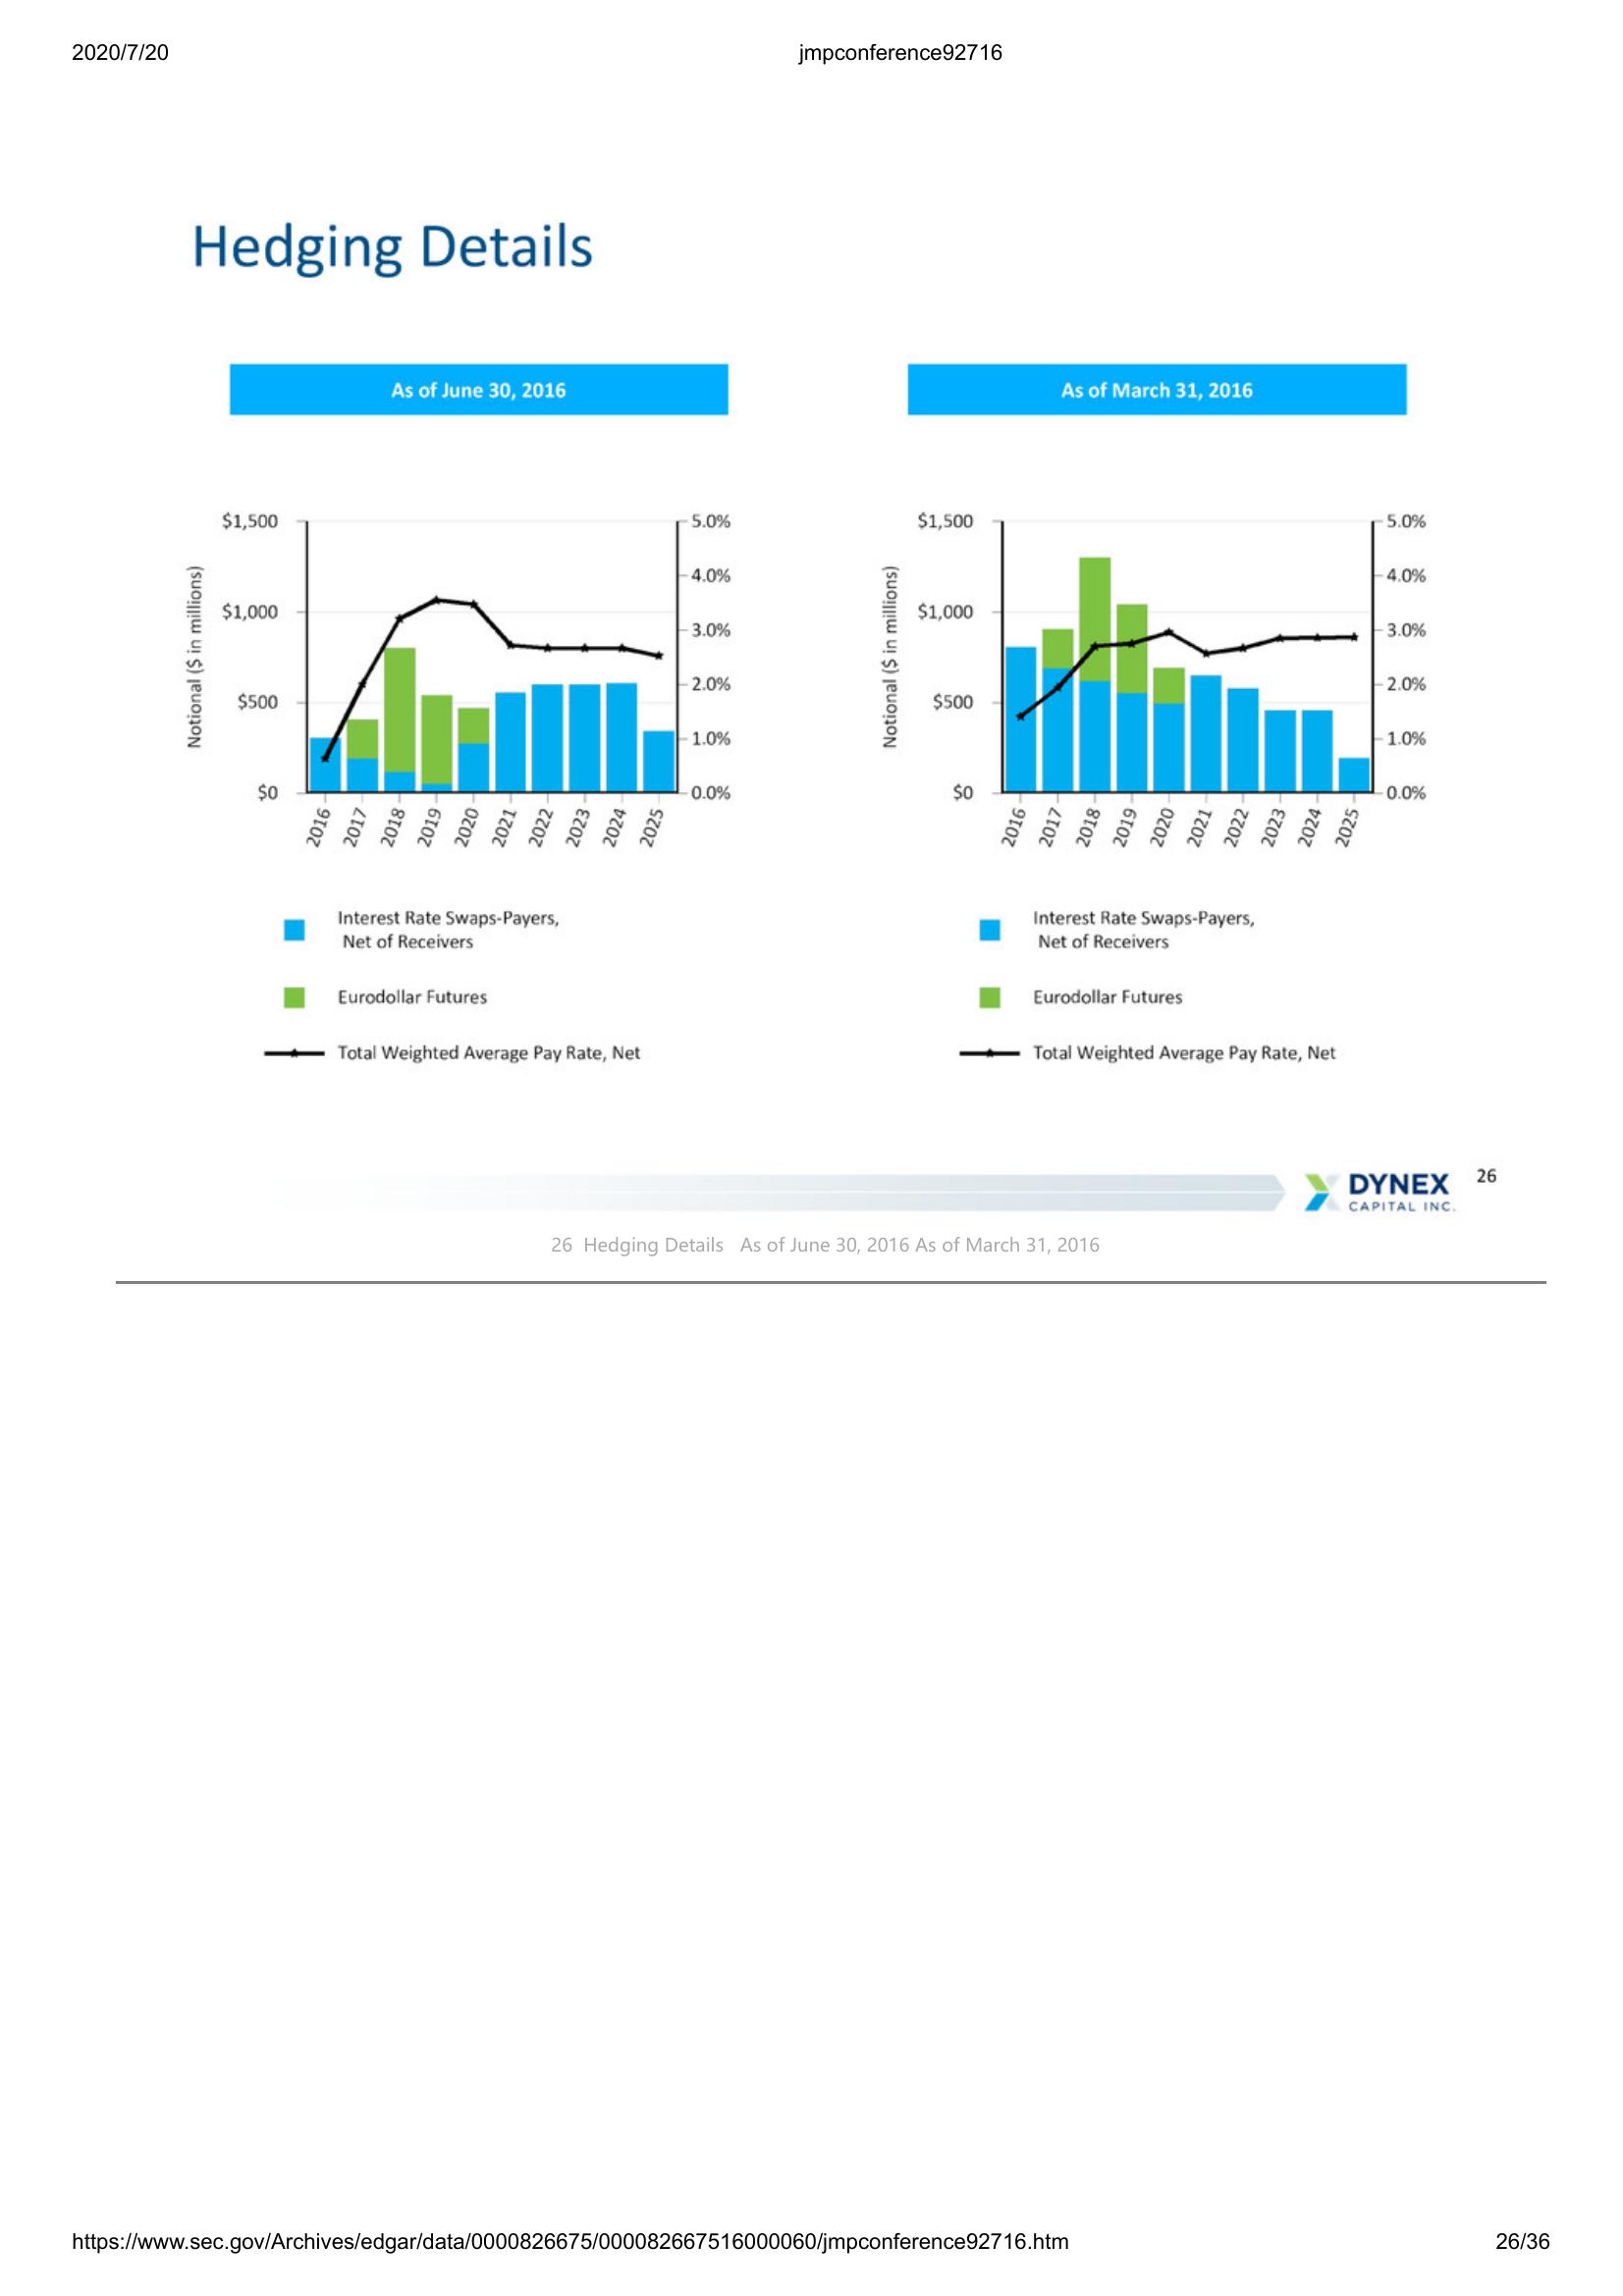 2020/7/20 jmpconference92716
Hedging Details
As of June 30, 2016
As of March 31, 2016
Notional ($ in millions)
$1,500
$1,000
$500
$0
5.0%
4.0%
3.0%
2.0%
1.0%
0.0%
2016 2017 2018 2019 2020 2021 2022 2023 2024 2025
Interest Rate Swaps-Payers,
Net of Receivers
Eurodollar Futures
Total Weighted Average Pay Rate, Net
Notional ($ in millions)
$1,500
$1,000
$500
$0
5.0%
4.0%
3.0%
2.0%
1.0%
0.0%
2016 2017 2018 2019 2020 2021 2022 2023 2024 2025
Interest Rate Swaps-Payers,
Net of Receivers
Eurodollar Futures
Total Weighted Average Pay Rate, Net
DYNEX
CAPITAL INC.
26
26 Hedging Details As of June 30, 2016 As of March 31, 2016
https://www.sec.gov/Archives/edgar/data/0000826675/000082667516000060/jmpconference92716.htm 26/36